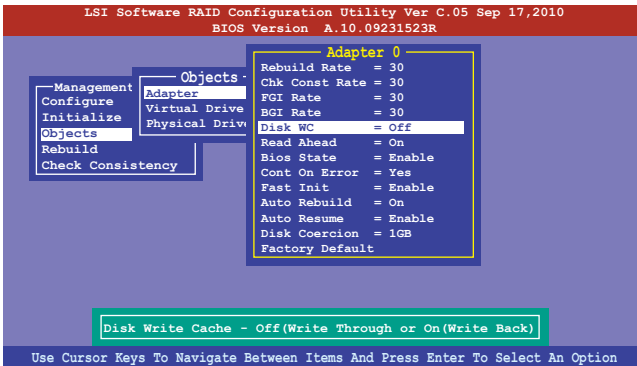 LSI Software RAID Configuration Utility Ver C.05 Sep 17,2010
BIOS Version A.10.09231523R
Management
Configure
Initialize
Objects
Rebuild
Check Consistency
Objects
Adapter
Virtual Drive
Physical Driv
Adapter 0
Rebuild Rate = 30
Chk Const Rate = 30
FGI Rate = 30
BGI Rate = 30
Disk WC = Off
Read Ahead = On
Bios State = Enable
Cont On Error = Yes
Fast Init = Enable
Auto Rebuild = On
Auto Resume = Enable
Disk Coercion = 1GB
Factory Default
Disk Write Cache - Off(Write Through or On(Write Back)
Use Cursor Keys To Navigate Between Items And Press Enter To Select An Option